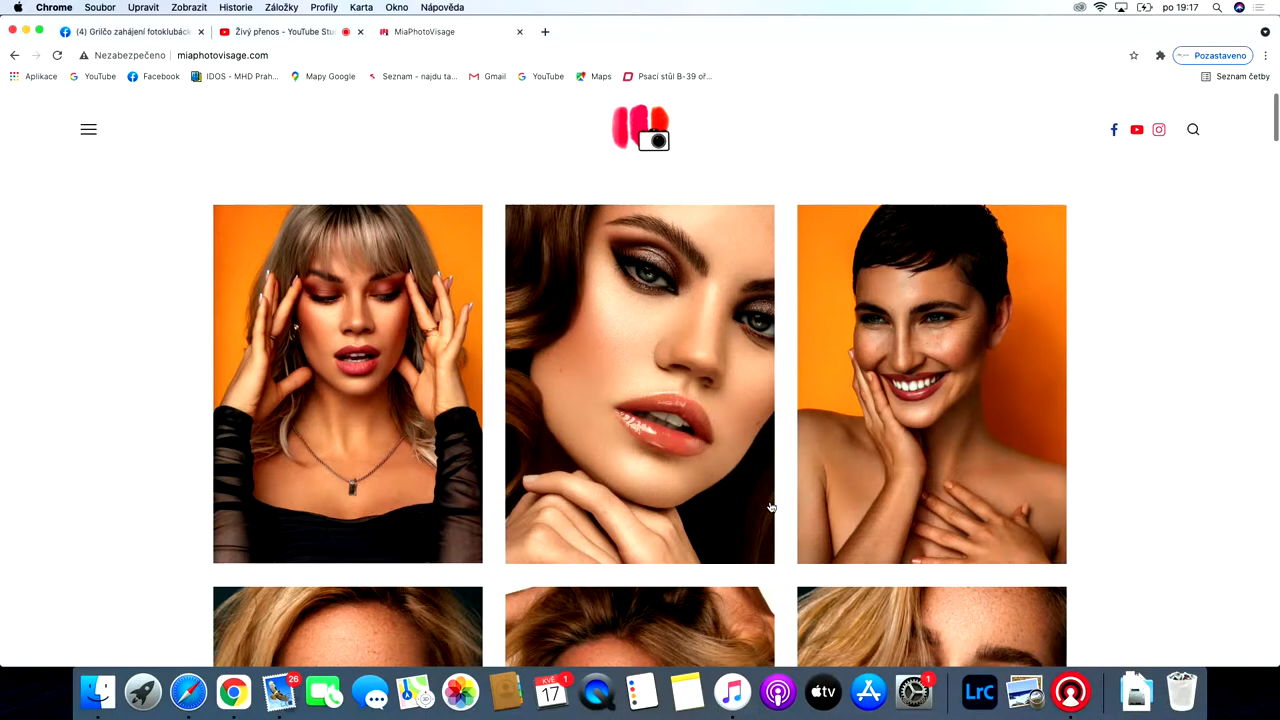 Chrome Soubor Upravit Zobrazit Historie Záložky Profily Karta Okno Nápověda po 19:17
(4) Grilčo zahájení fotoklubác Živý přenos - YouTube Stu MiaPhotoVisage
Nezabezpečeno miaphotovisage.com Pozastaveno
Aplikace YouTube Facebook IDOS - MHD Prah... Mapy Google Seznam - najdu ta... Gmail YouTube Maps Psací stůl B-39 oř... Seznam četby
26 KVĚ 17 1 tv 1 Lrc